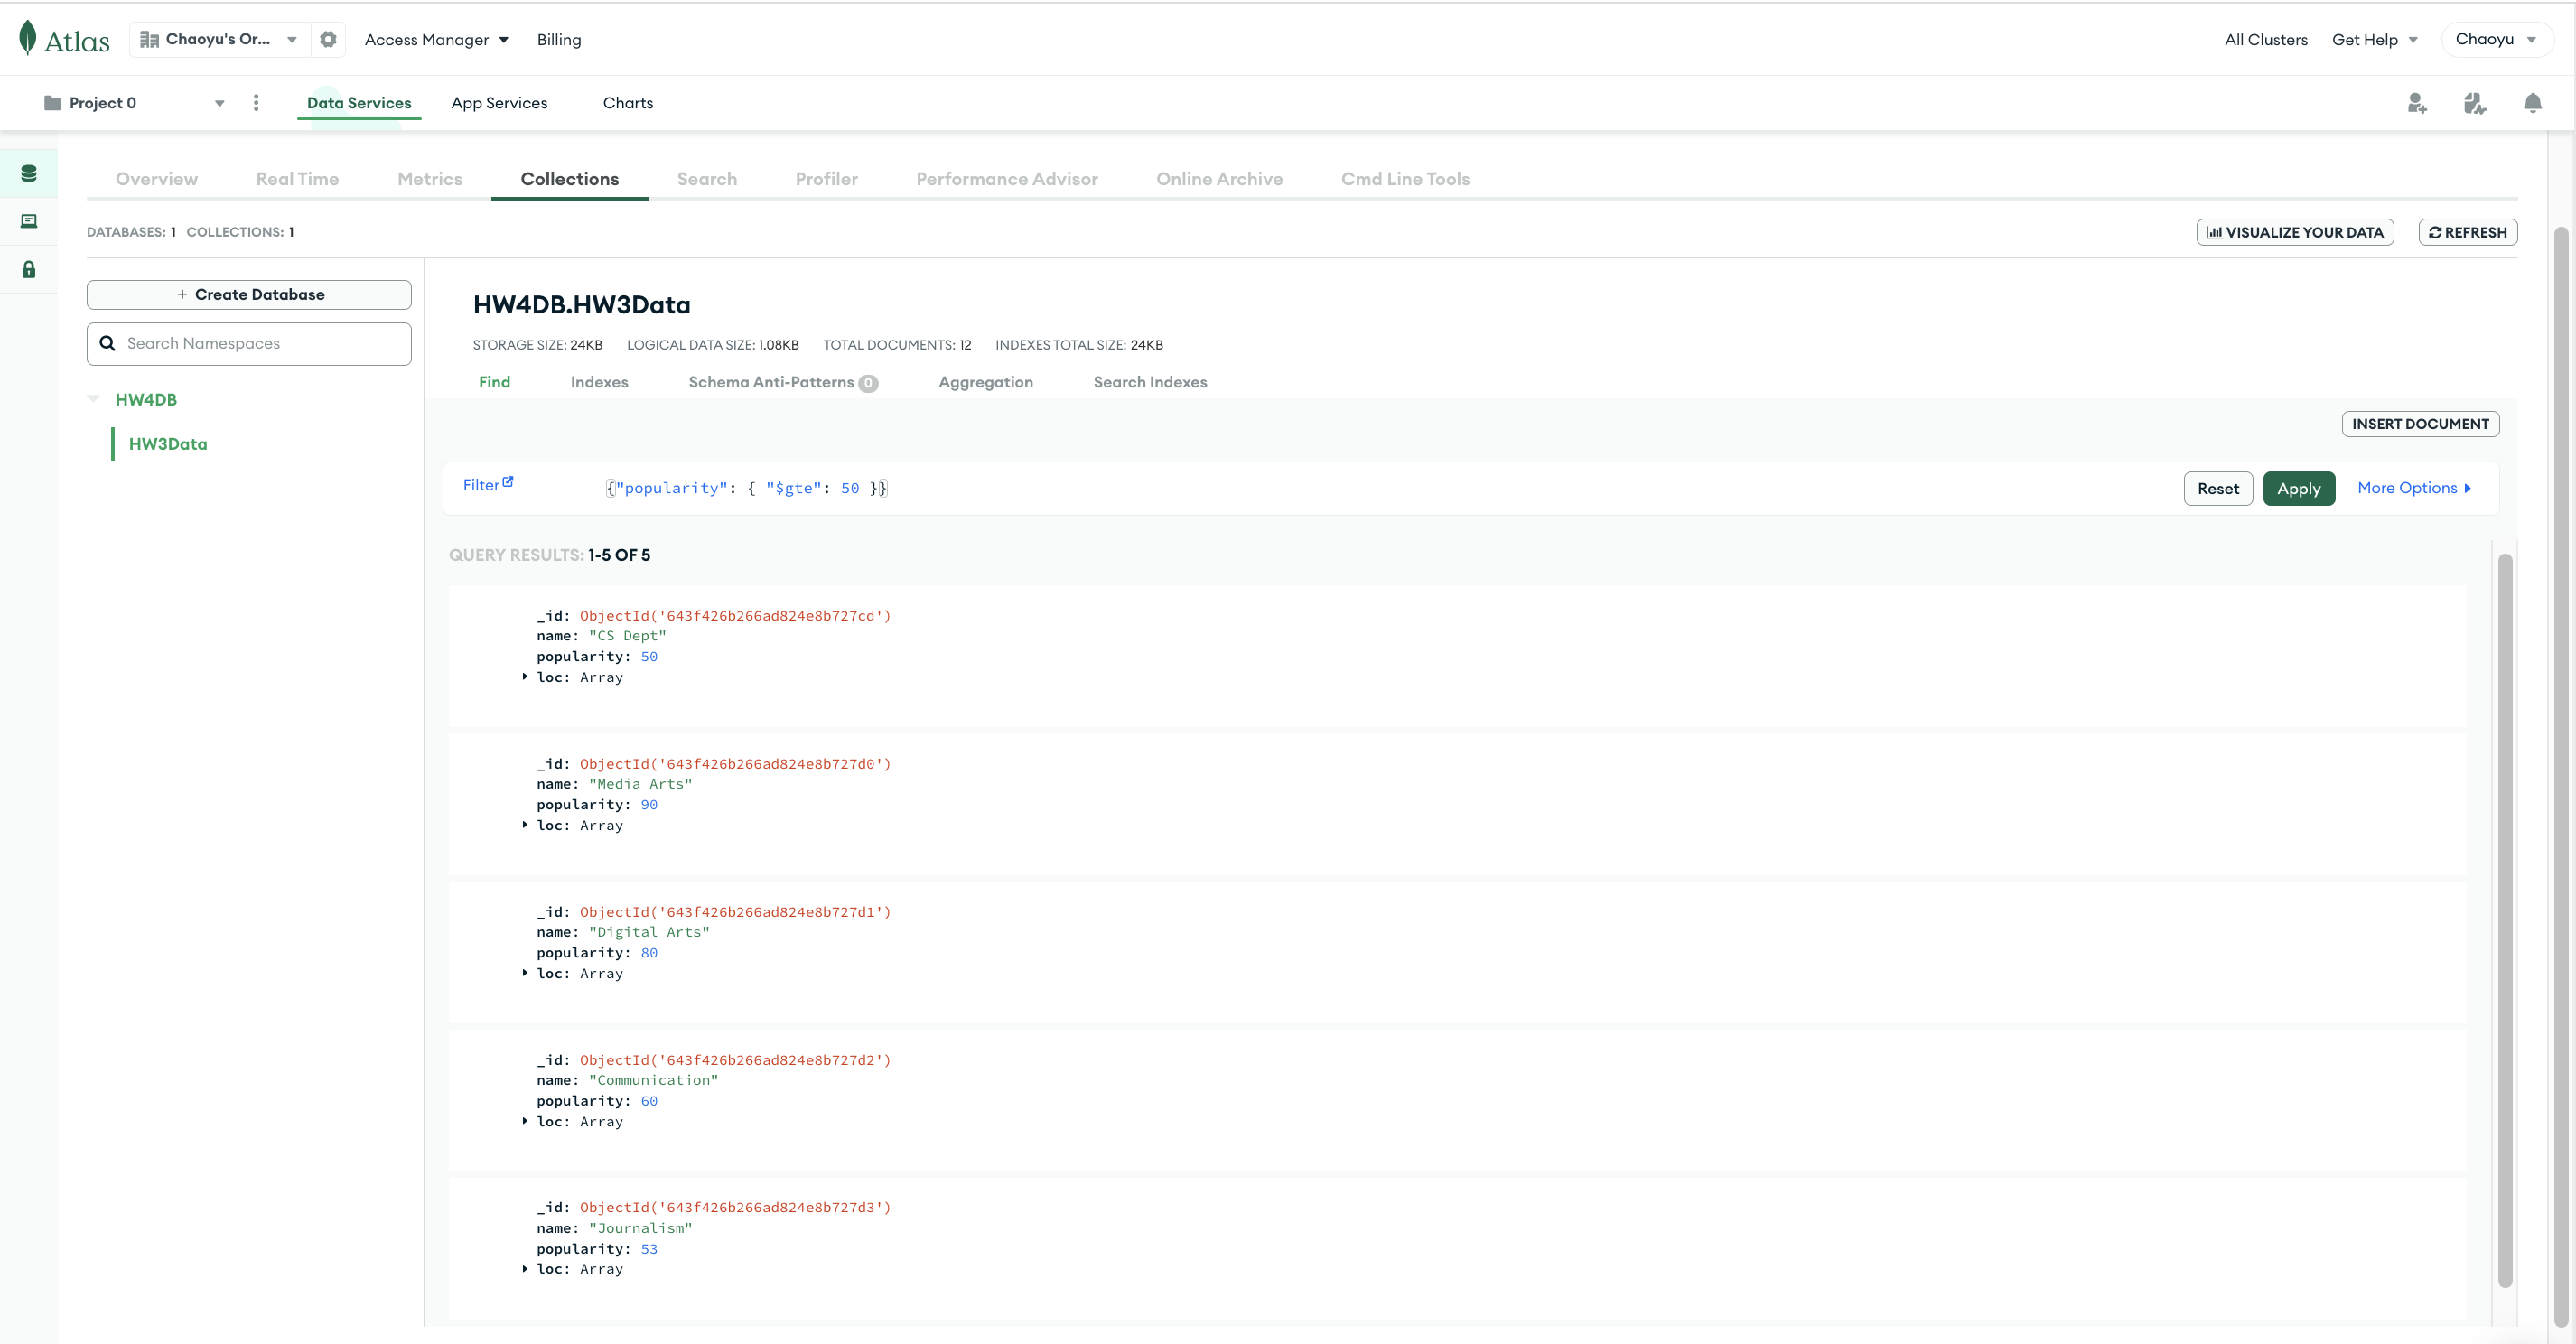 Atlas
Chaoyu's Or... Access Manager Billing All Clusters Get Help Chaoyu
Project 0 Data Services App Services Charts
Overview Real Time Metrics Collections Search Profiler Performance Advisor Online Archive Cmd Line Tools
DATABASES: 1 COLLECTIONS: 1 VISUALIZE YOUR DATA REFRESH
+ Create Database
Search Namespaces
HW4DB
HW3Data
HW4DB.HW3Data
STORAGE SIZE: 24KB LOGICAL DATA SIZE: 1.08KB TOTAL DOCUMENTS: 12 INDEXES TOTAL SIZE: 24KB
Find Indexes Schema Anti-Patterns 0 Aggregation Search Indexes
INSERT DOCUMENT
Filter {"popularity": { "$gte": 50 }} Reset Apply More Options
QUERY RESULTS: 1-5 OF 5
_id: ObjectId('643f426b266ad824e8b727cd')
name: "CS Dept"
popularity: 50
loc: Array
_id: ObjectId('643f426b266ad824e8b727d0')
name: "Media Arts"
popularity: 90
loc: Array
_id: ObjectId('643f426b266ad824e8b727d1')
name: "Digital Arts"
popularity: 80
loc: Array
_id: ObjectId('643f426b266ad824e8b727d2')
name: "Communication"
popularity: 60
loc: Array
_id: ObjectId('643f426b266ad824e8b727d3')
name: "Journalism"
popularity: 53
loc: Array